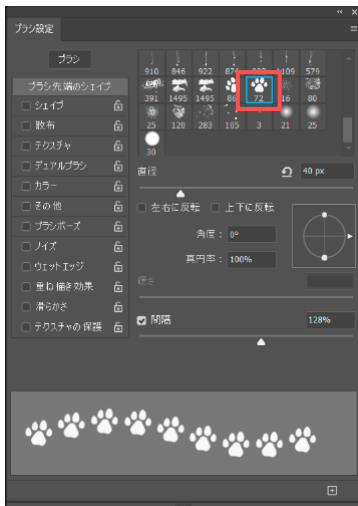 ブラシ設定
ブラシ
ブラシ先端のシェイプ
シェイプ
散布
テクスチャ
デュアルブラシ
カラー
その他
ブラシポーズ
ノイズ
ウェットエッジ
重ね描き効果
滑らかさ
テクスチャの保護
910 846 922 1109 579
391 1495 1495 86 72 16 80
25 120 283 105 3 21 25
30
直径 40 px
左右に反転 上下に反転
角度: 0°
真円率: 100%
硬さ
間隔 128%